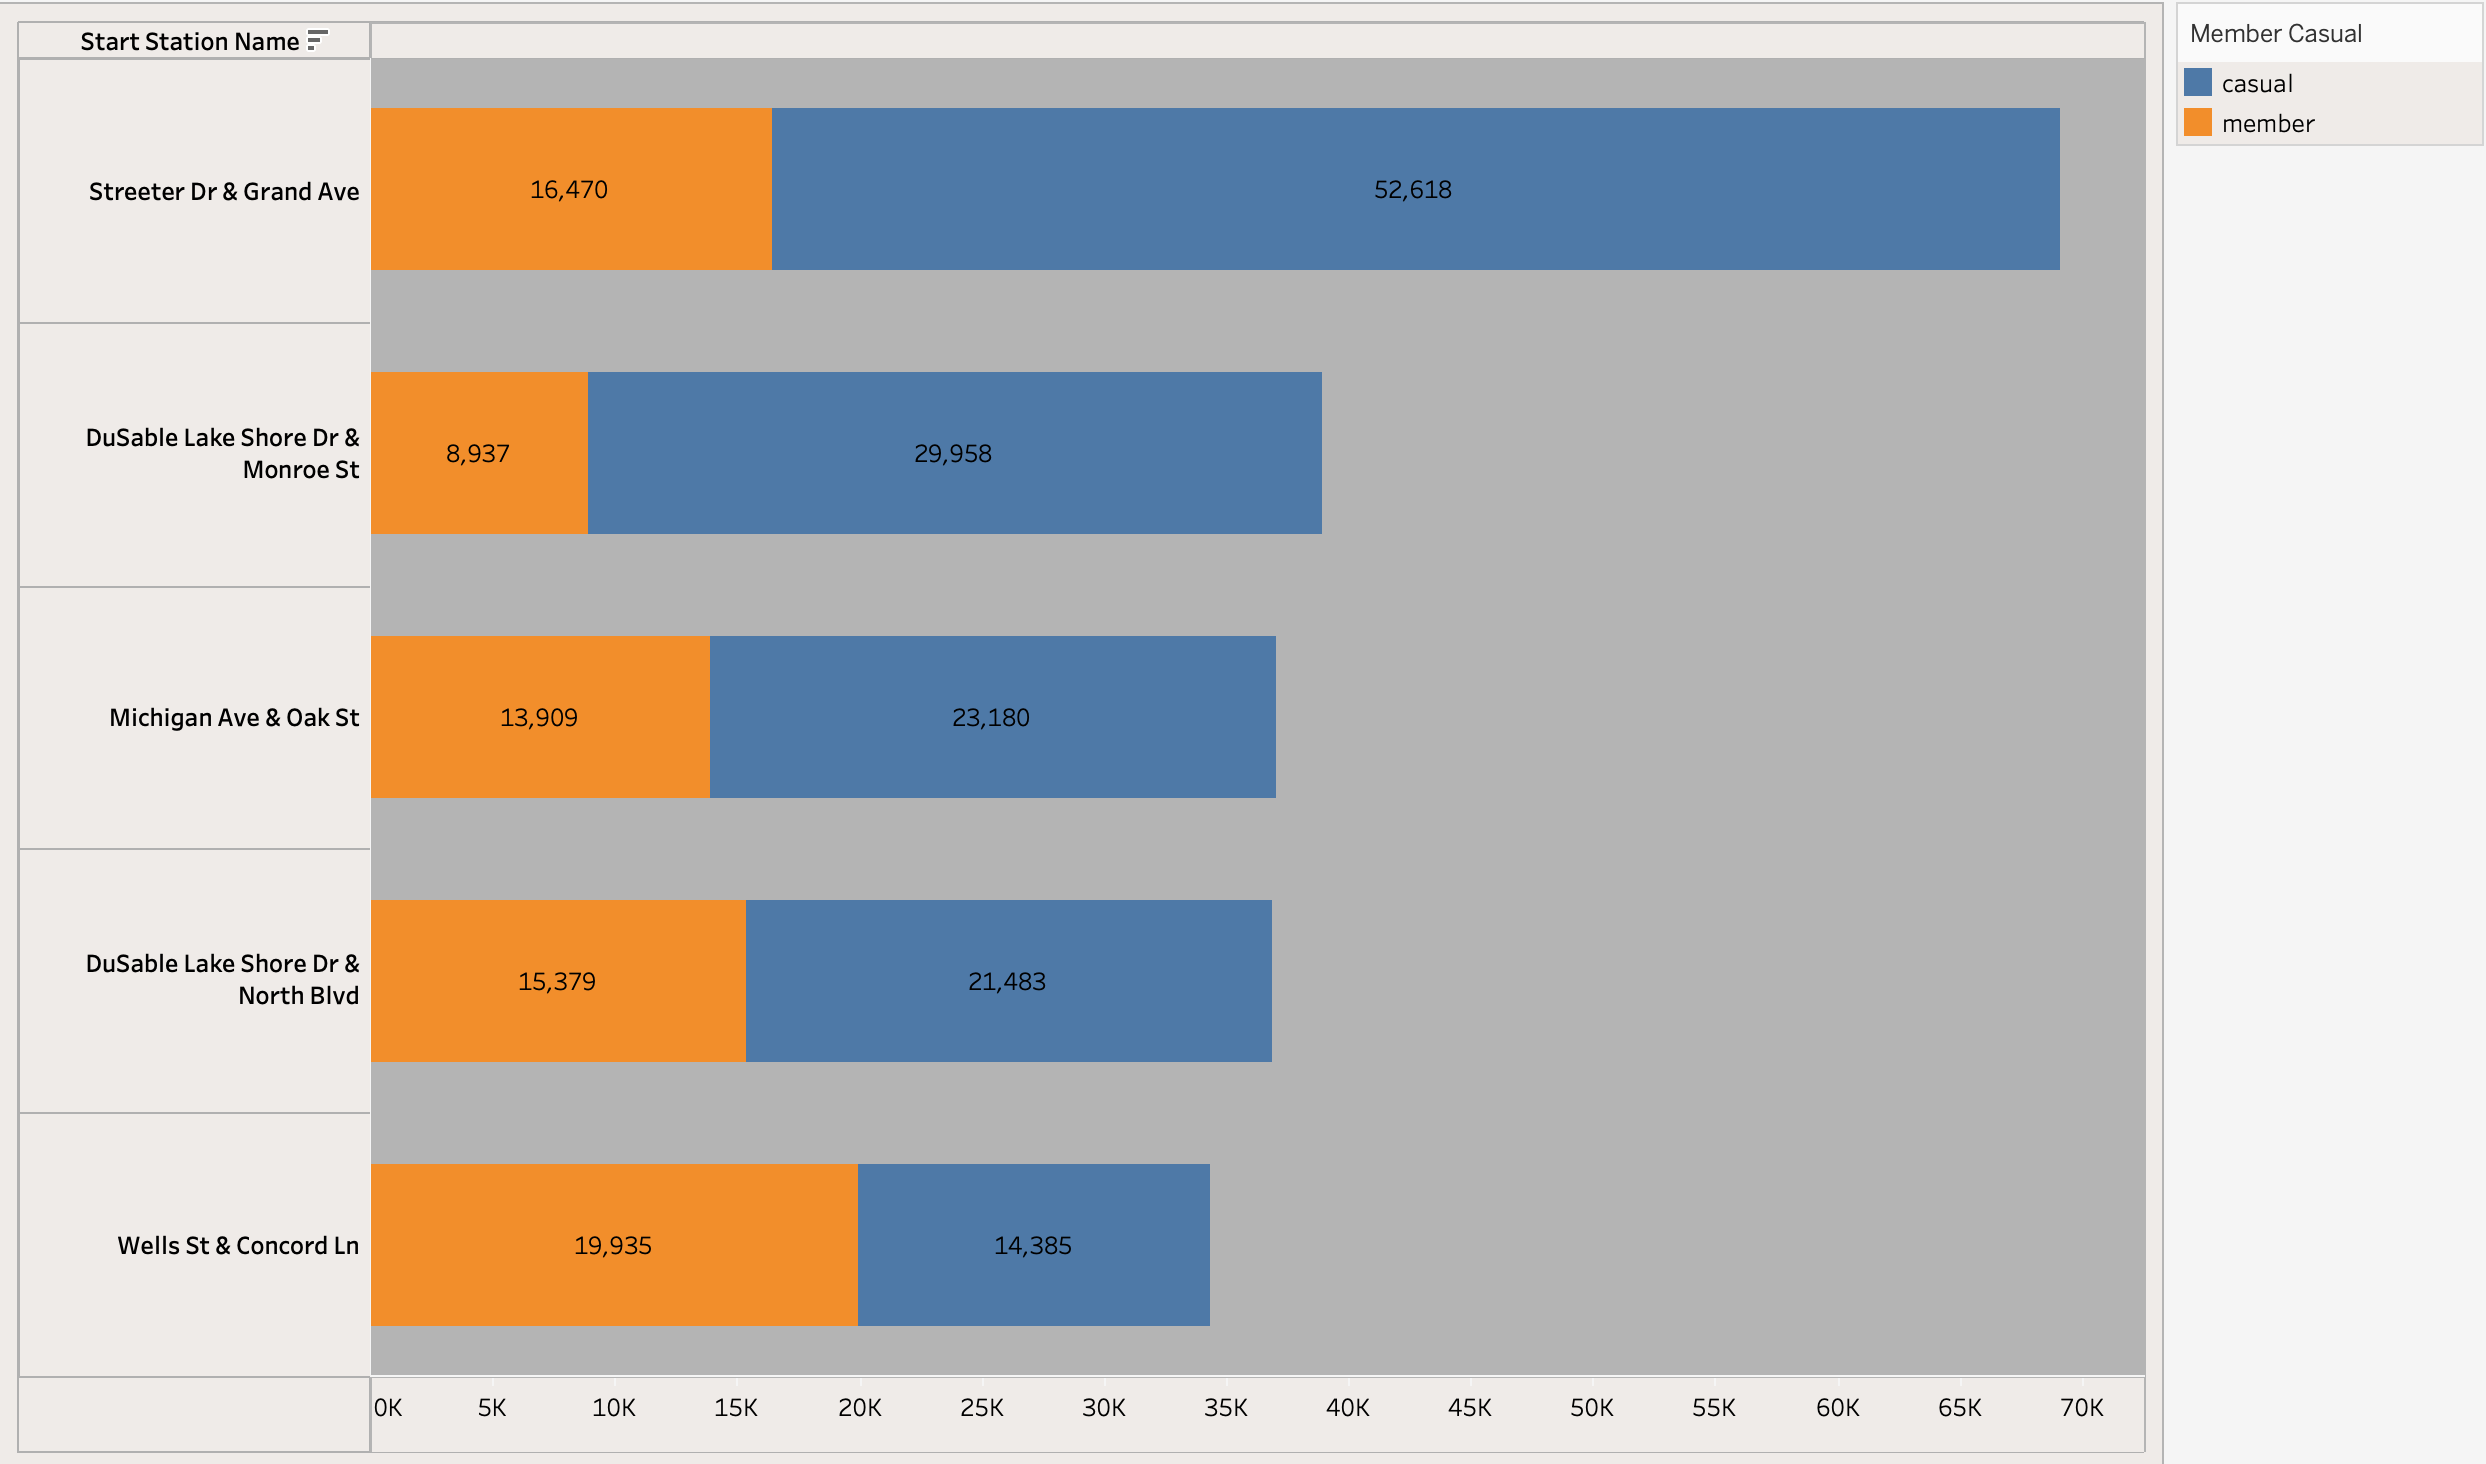 Start Station Name
Member Casual
casual
member
Streeter Dr & Grand Ave
16,470
52,618
DuSable Lake Shore Dr &
Monroe St
8,937
29,958
Michigan Ave & Oak St
13,909
23,180
DuSable Lake Shore Dr &
North Blvd
15,379
21,483
Wells St & Concord Ln
19,935
14,385
0K 5K 10K 15K 20K 25K 30K 35K 40K 45K 50K 55K 60K 65K 70K